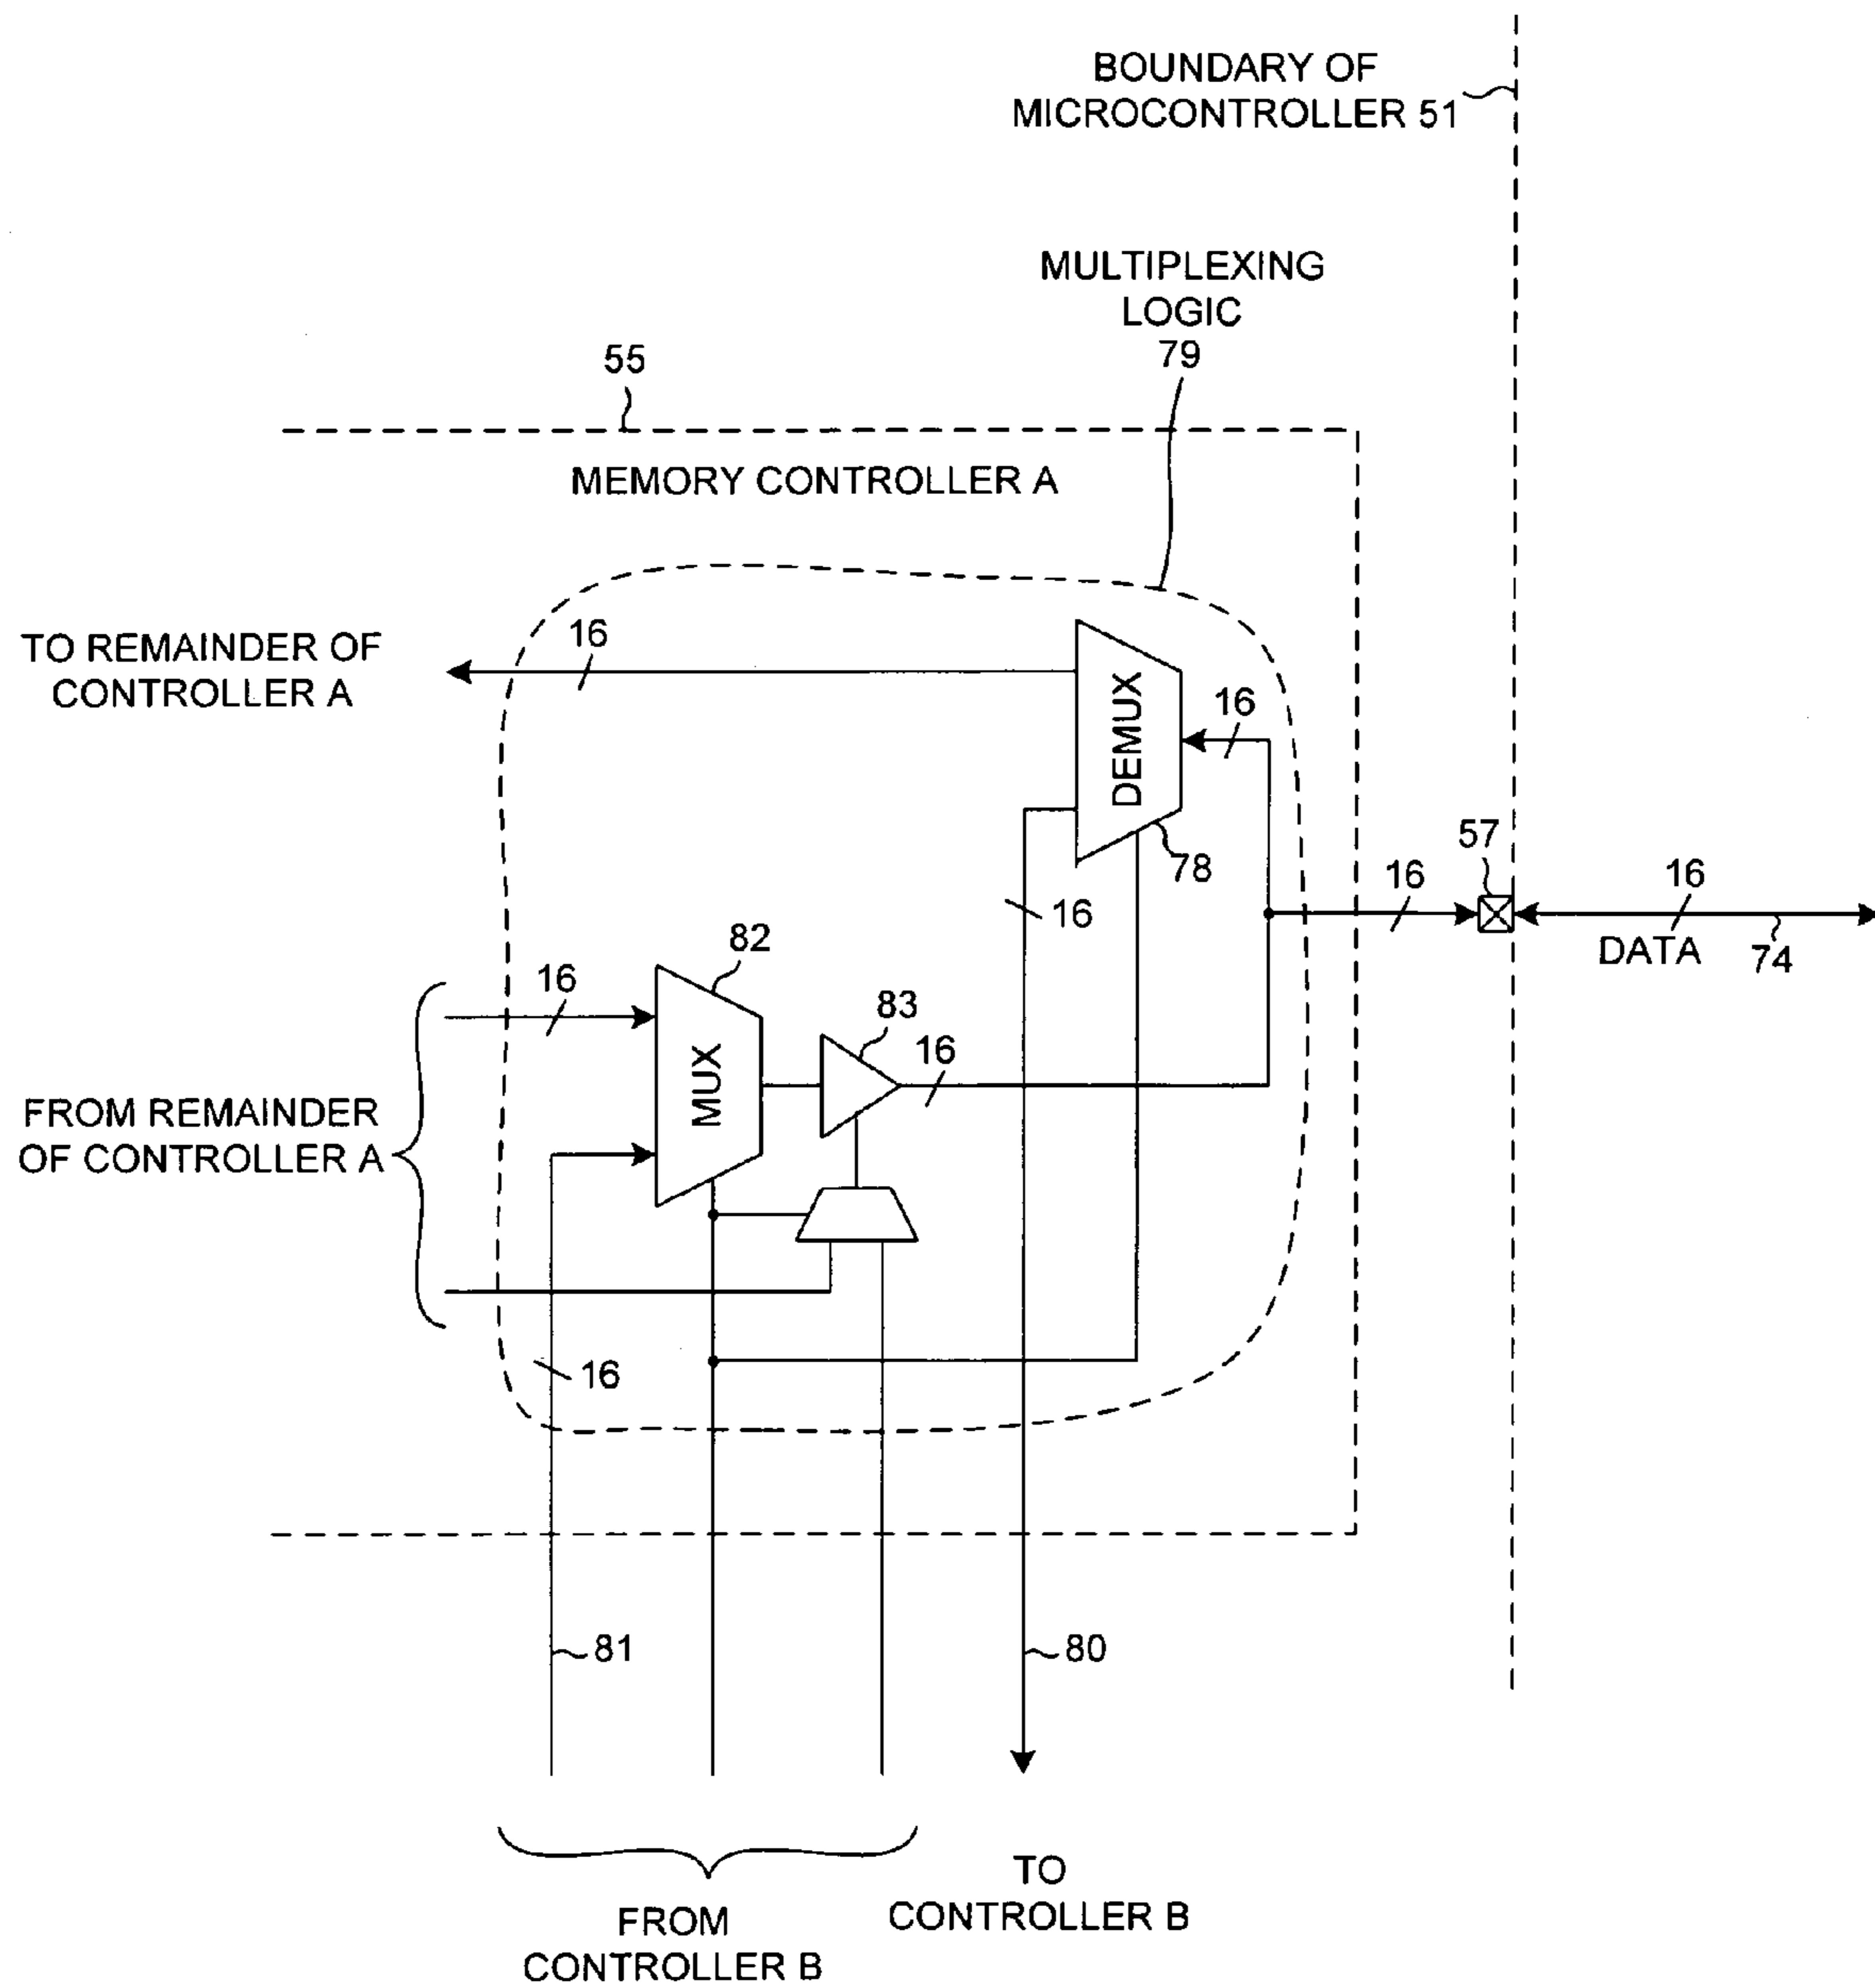 BOUNDARY OF
MICROCONTROLLER 51
MULTIPLEXING
LOGIC
79
55
MEMORY CONTROLLER A
TO REMAINDER OF
CONTROLLER A
16
DEMUX
16
78
57
16
16
DATA
74
16
82
16
MUX
83
16
FROM REMAINDER
OF CONTROLLER A
16
81
80
FROM
CONTROLLER B
TO
CONTROLLER B